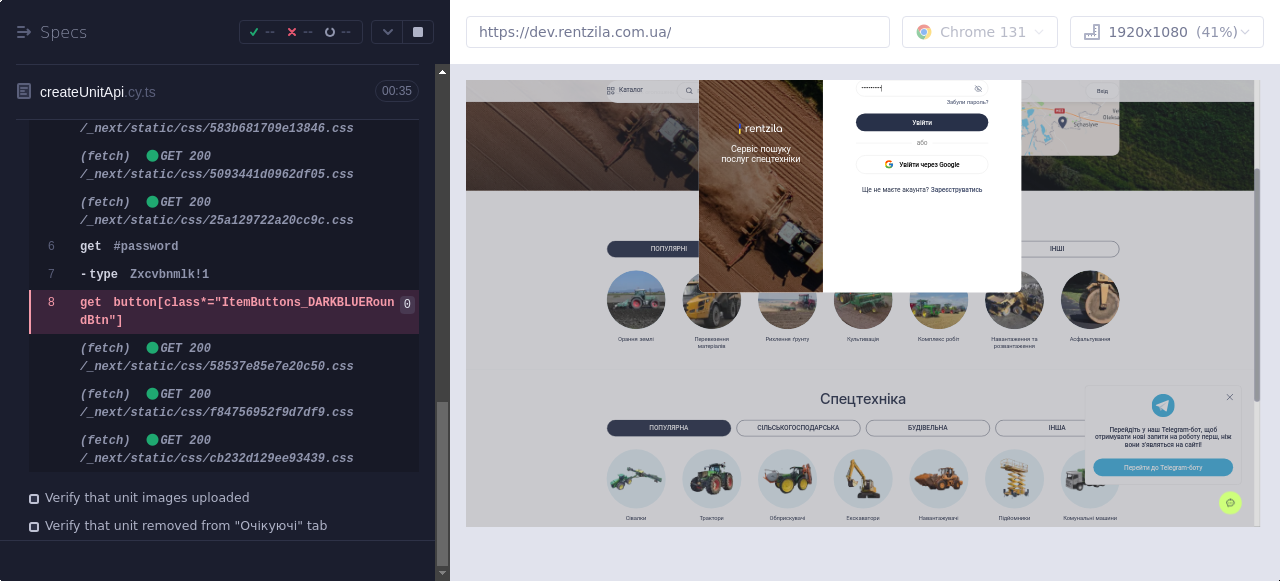 Specs
--
--
--
https://dev.rentzila.com.ua/
Chrome 131
1920x1080 (41%)
createUnitApi.cy.ts
00:35
/_next/static/css/583b681709e13846.css
(fetch) GET 200
/_next/static/css/5093441d0962df05.css
(fetch) GET 200
/_next/static/css/25a129722a20cc9c.css
6 get #password
7 -type Zxcvbnmlk!1
8 get button[class*="ItemButtons_DARKBLUERoun
dBtn"]
0
(fetch) GET 200
/_next/static/css/58537e85e7e20c50.css
(fetch) GET 200
/_next/static/css/f84756952f9d7df9.css
(fetch) GET 200
/_next/static/css/cb232d129ee93439.css
Verify that unit images uploaded
Verify that unit removed from "Очікуючі" tab
Каталог
Вхід
Забули пароль?
rentzila
Сервіс пошуку
послуг спецтехніки
Увійти
або
Увійти через Google
Ще не маєте акаунта? Зареєструватись
ПОПУЛЯРНІ
ІНШІ
Орання землі
Перевезення
матеріалів
Рихлення ґрунту
Культивація
Комплекс робіт
Навантаження та
розвантаження
Асфальтування
Спецтехніка
ПОПУЛЯРНА
СІЛЬСЬКОГОСПОДАРСЬКА
БУДІВЕЛЬНА
ІНША
Сівалки
Трактори
Обприскувачі
Екскаватори
Навантажувачі
Підйомники
Комунальні машини
Перейдіть у наш Telegram-бот, щоб
отримувати нові запити на роботу перш, ніж
вони з'являться на сайті!
Перейти до Telegram-боту